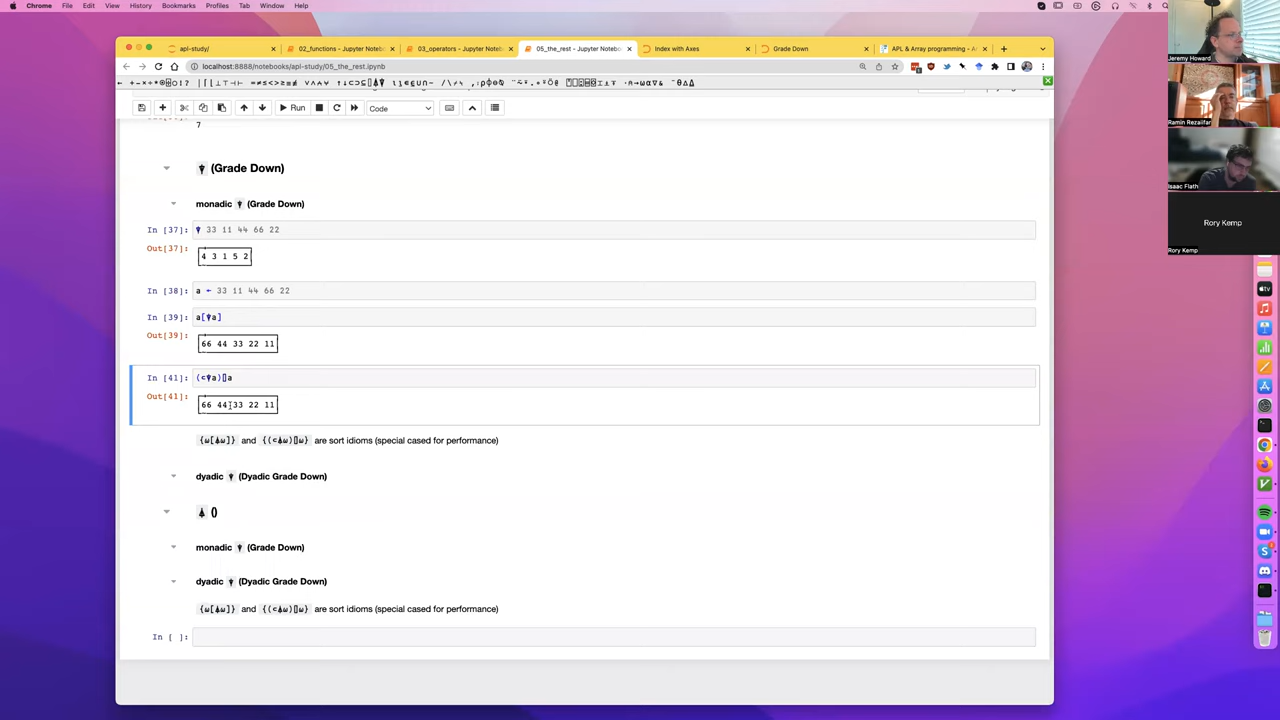 Chrome File Edit View History Bookmarks Profiles Tab Window Help
apl-study/
02_functions - Jupyter Notebo
03_operators - Jupyter Notebo
05_the_rest - Jupyter Notebo
Index with Axes
Grade Down
APL & Array programming - A
localhost:8888/notebooks/apl-study/05_the_rest.ipynb
Run
Code
7
⍒ (Grade Down)
monadic ⍒ (Grade Down)
In [37]: ⍒ 33 11 44 66 22
Out[37]:
4 3 1 5 2
In [38]: a ← 33 11 44 66 22
In [39]: a[⍒a]
Out[39]:
66 44 33 22 11
In [41]: (⊂⍒a)⌷a
Out[41]:
66 44 33 22 11
{⍵[⍋⍵]} and {(⊂⍋⍵)⌷⍵} are sort idioms (special cased for performance)
dyadic ⍒ (Dyadic Grade Down)
⍋ ()
monadic ⍒ (Grade Down)
dyadic ⍒ (Dyadic Grade Down)
{⍵[⍋⍵]} and {(⊂⍋⍵)⌷⍵} are sort idioms (special cased for performance)
In [ ]:
Jeremy Howard
Ramin Rezaiifar
Isaac Flath
Rory Kemp
Rory Kemp